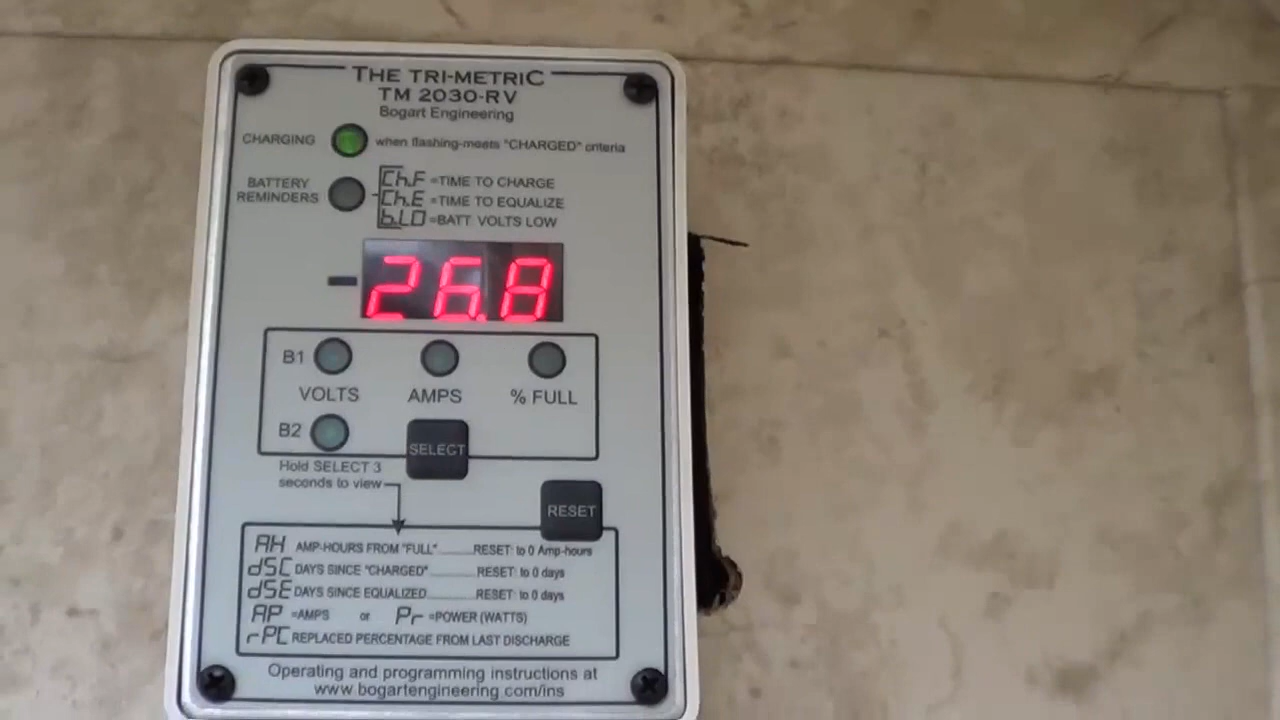 THE TRI-METRIC
TM 2030-RV
Bogart Engineering
CHARGING when flashing-meets "CHARGED" criteria
BATTERY REMINDERS
Ch.F =TIME TO CHARGE
Ch.E =TIME TO EQUALIZE
b.LO =BATT. VOLTS LOW
26.8
B1
VOLTS AMPS % FULL
B2
SELECT
Hold SELECT 3
seconds to view
RESET
AH AMP-HOURS FROM "FULL" ........ RESET: to 0 Amp-hours
dSC DAYS SINCE "CHARGED" ........ RESET: to 0 days
dSE DAYS SINCE EQUALIZED ........ RESET: to 0 days
AP =AMPS or Pr =POWER (WATTS)
rPC REPLACED PERCENTAGE FROM LAST DISCHARGE
Operating and programming instructions at
www.bogartengineering.com/ins